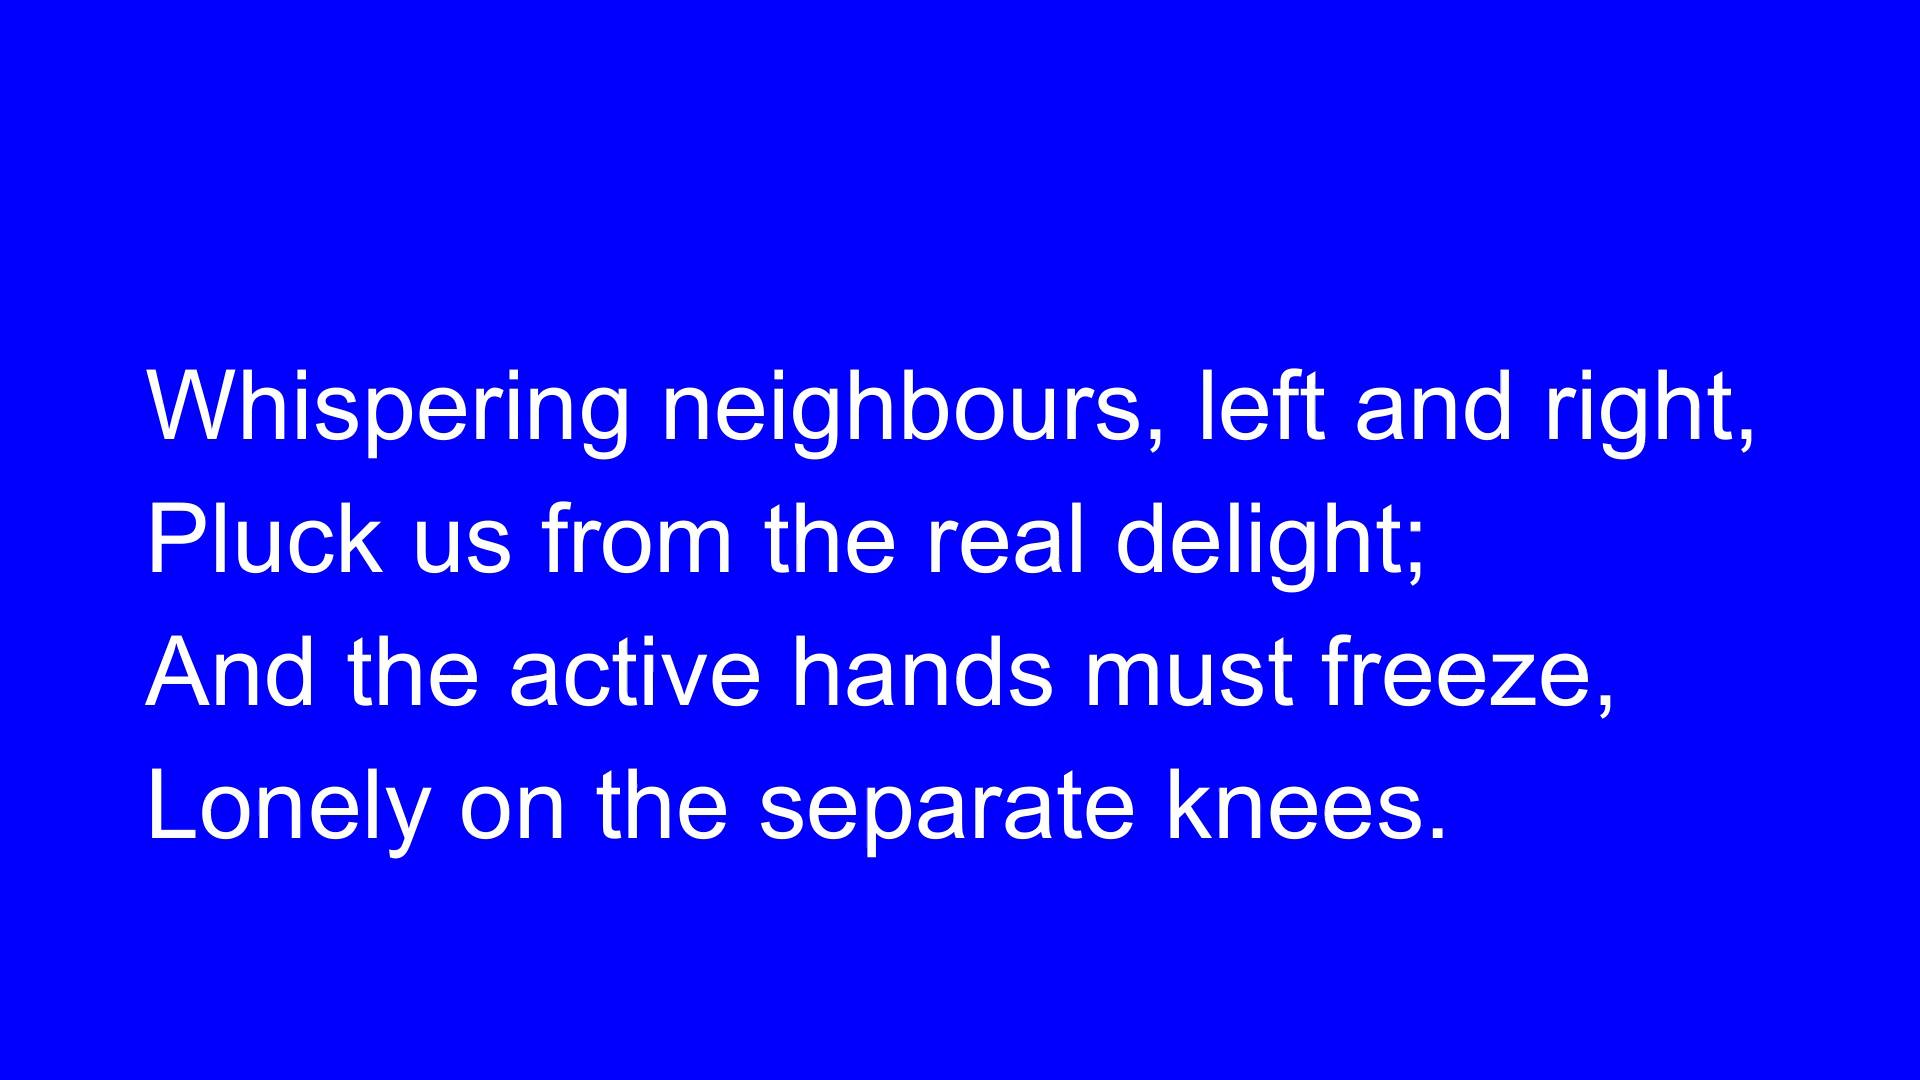 Whispering neighbours, left and right,
Pluck us from the real delight;
And the active hands must freeze,
Lonely on the separate knees.